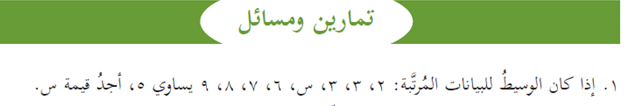 تمارين ومسائل
١. إذا كان الوسيطُ للبيانات المُرتَّبة: ٢، ٣، ٣، س، ٦، ٧، ٨، ٩ يساوي ٥، أجدُ قيمة س.